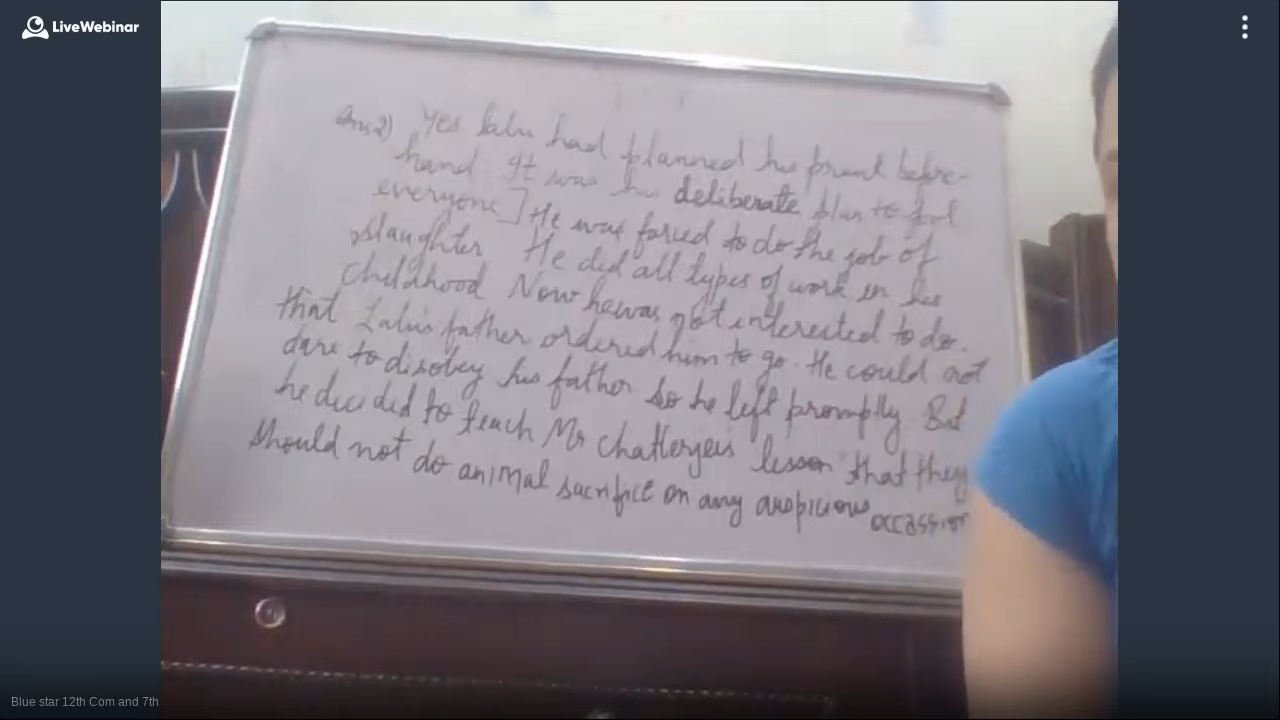 LiveWebinar
Ans 2) Yes Lalu had planned his prank before-
hand. It was his deliberate plan to fool
everyone] He was forced to do the job of
slaughter He did all types of work in his
childhood Now he was not interested to do.
that Lalu's father ordered him to go. He could not
dare to disobey his father so he left promptly But
he decided to teach Mr Chatterjeis lesson that they
should not do animal sacrifice on any auspicious occassion
Blue star 12th Com and 7th